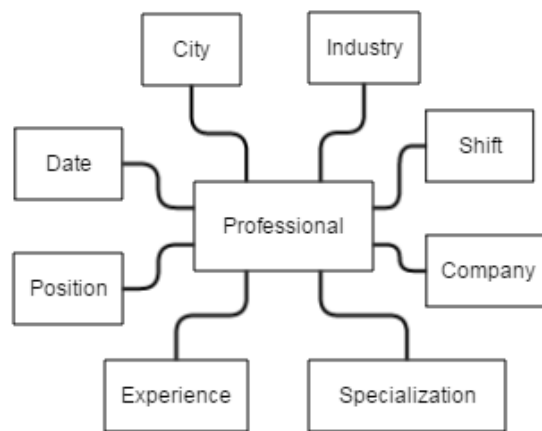 City
Industry
Shift
Date
Professional
Company
Position
Experience
Specialization